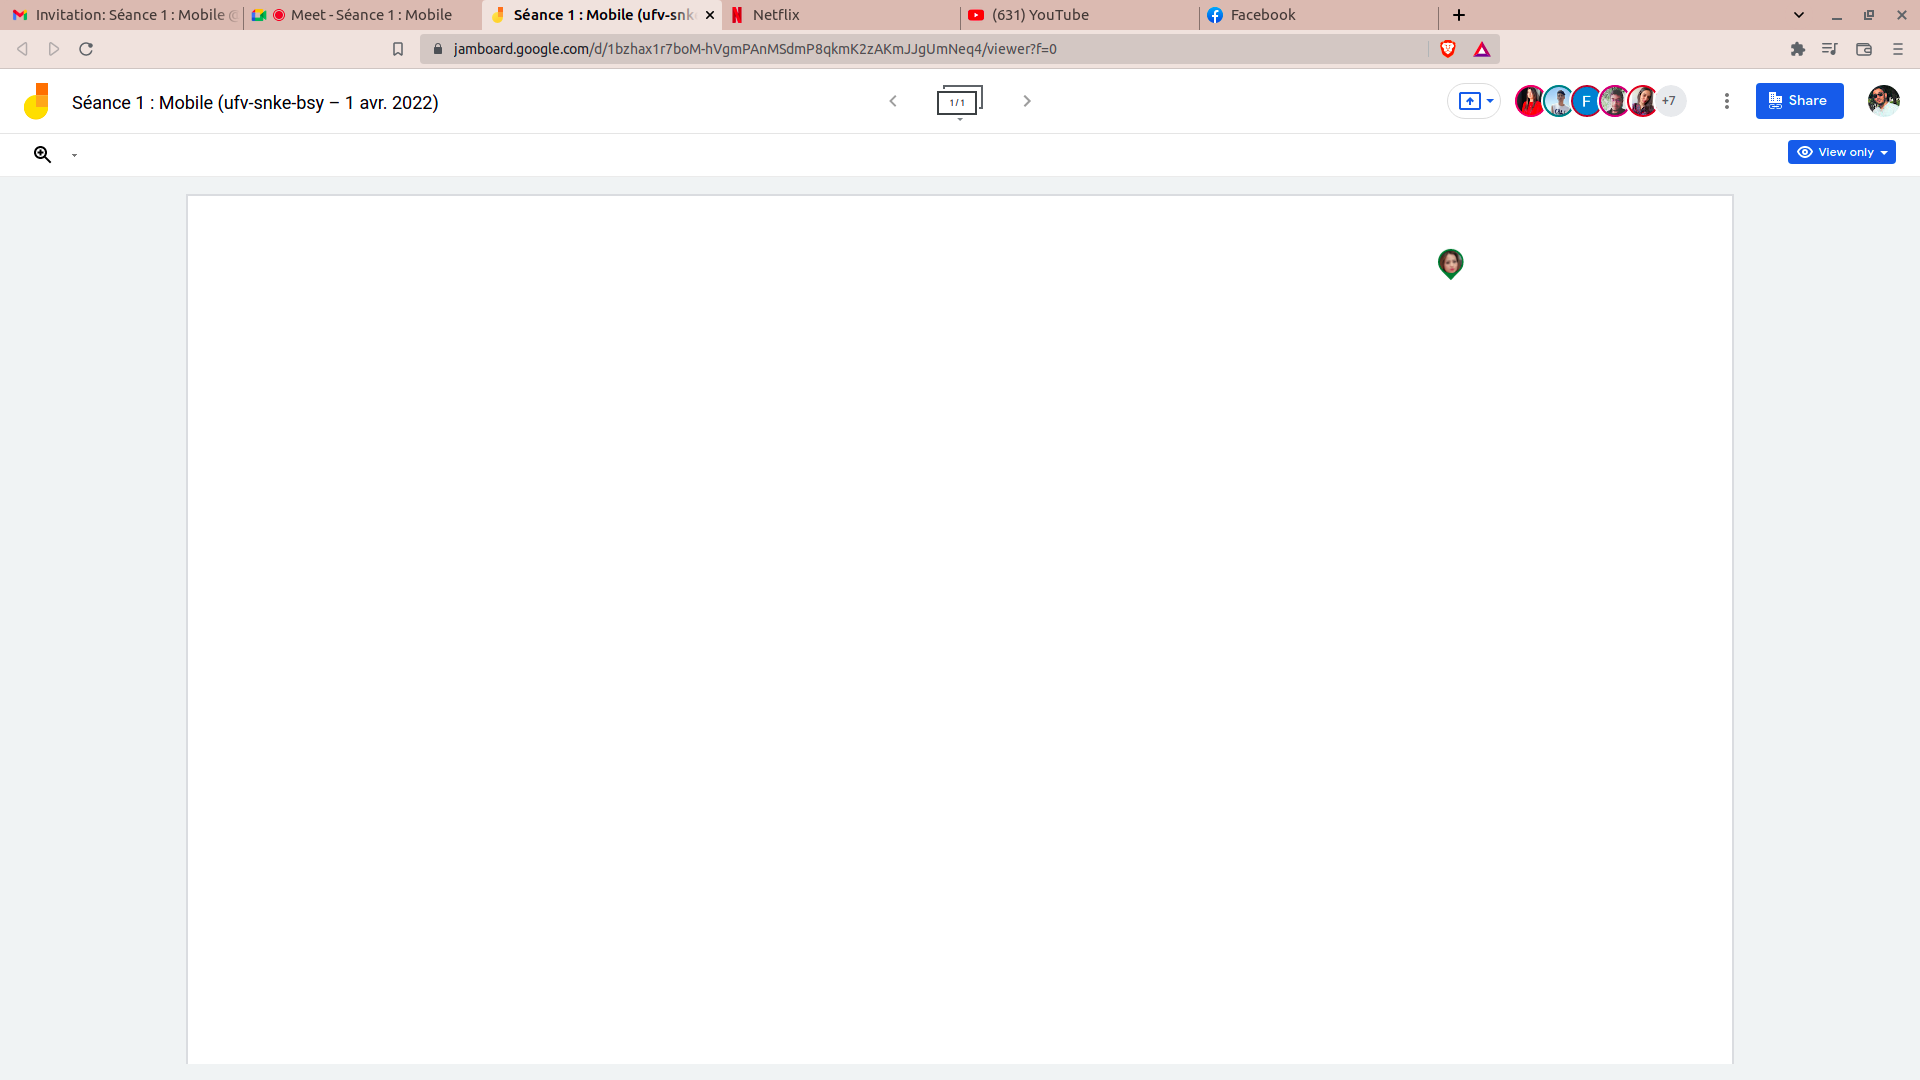 Invitation: Séance 1 : Mobile @
Meet - Séance 1 : Mobile
Séance 1 : Mobile (ufv-snke
Netflix
(631) YouTube
Facebook
jamboard.google.com/d/1bzhax1r7boM-hVgmPAnMSdmP8qkmK2zAKmJJgUmNeq4/viewer?f=0
Séance 1 : Mobile (ufv-snke-bsy – 1 avr. 2022)
1 / 1
F
+7
Share
View only